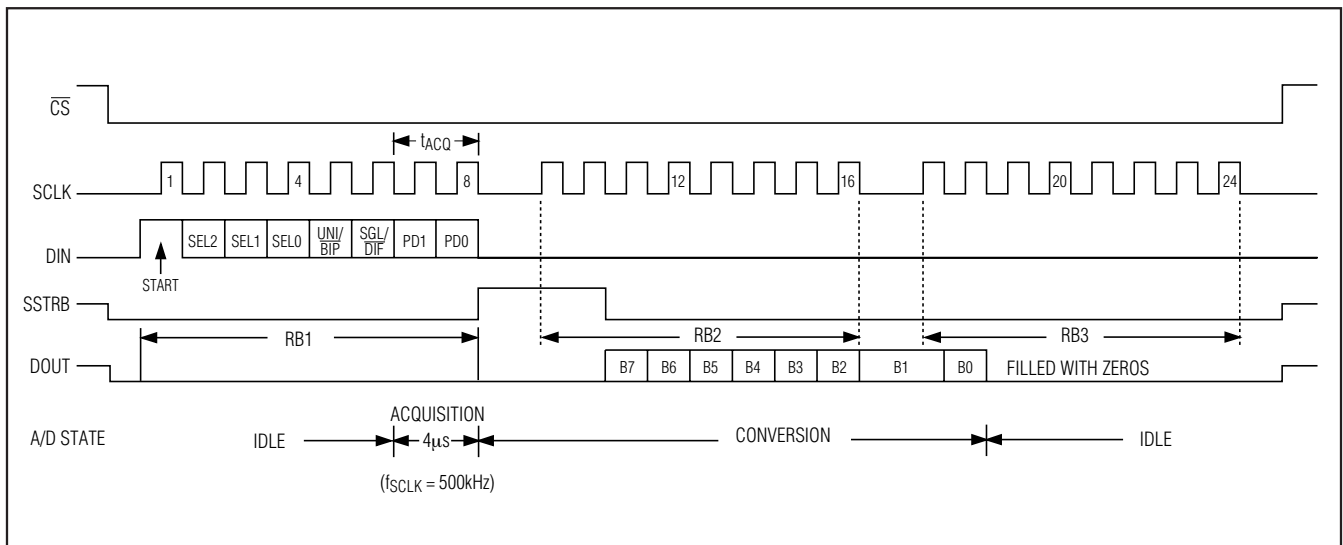 CS
tACQ
SCLK 1 4 8 12 16 20 24
DIN SEL2 SEL1 SEL0 UNI/BIP SGL/DIF PD1 PD0
START
SSTRB
RB1 RB2 RB3
DOUT B7 B6 B5 B4 B3 B2 B1 B0 FILLED WITH ZEROS
ACQUISITION
A/D STATE IDLE 4μs CONVERSION IDLE
(fSCLK = 500kHz)